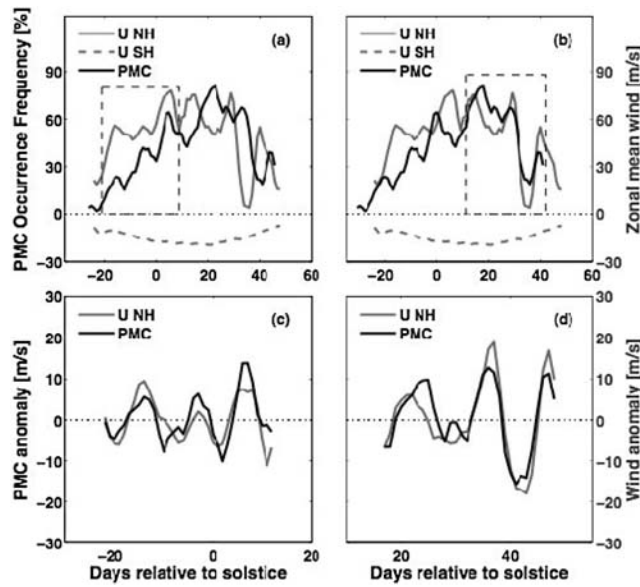 PMC Occurrence Frequency [%]
U NH
U SH
PMC
(a)
90
60
30
0
−30
−20 0 20 40 60
U NH
U SH
PMC
(b)
90
60
30
0
−30
−20 0 20 40 60
Zonal mean wind [m/s]
PMC anomaly [m/s]
U NH
PMC
(c)
30
20
10
0
−10
−20
−30
−20 0 20
Days relative to solstice
U NH
PMC
(d)
30
20
10
0
−10
−20
−30
20 40
Days relative to solstice
Wind anomaly [m/s]